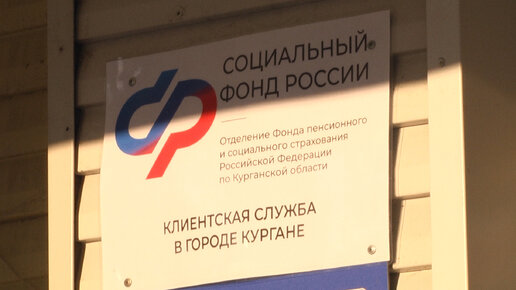 СОЦИАЛЬНЫЙ
ФОНД РОССИИ
Отделение Фонда пенсионного
и социального страхования
Российской Федерации
по Курганской области
КЛИЕНТСКАЯ СЛУЖБА
В ГОРОДЕ КУРГАНЕ